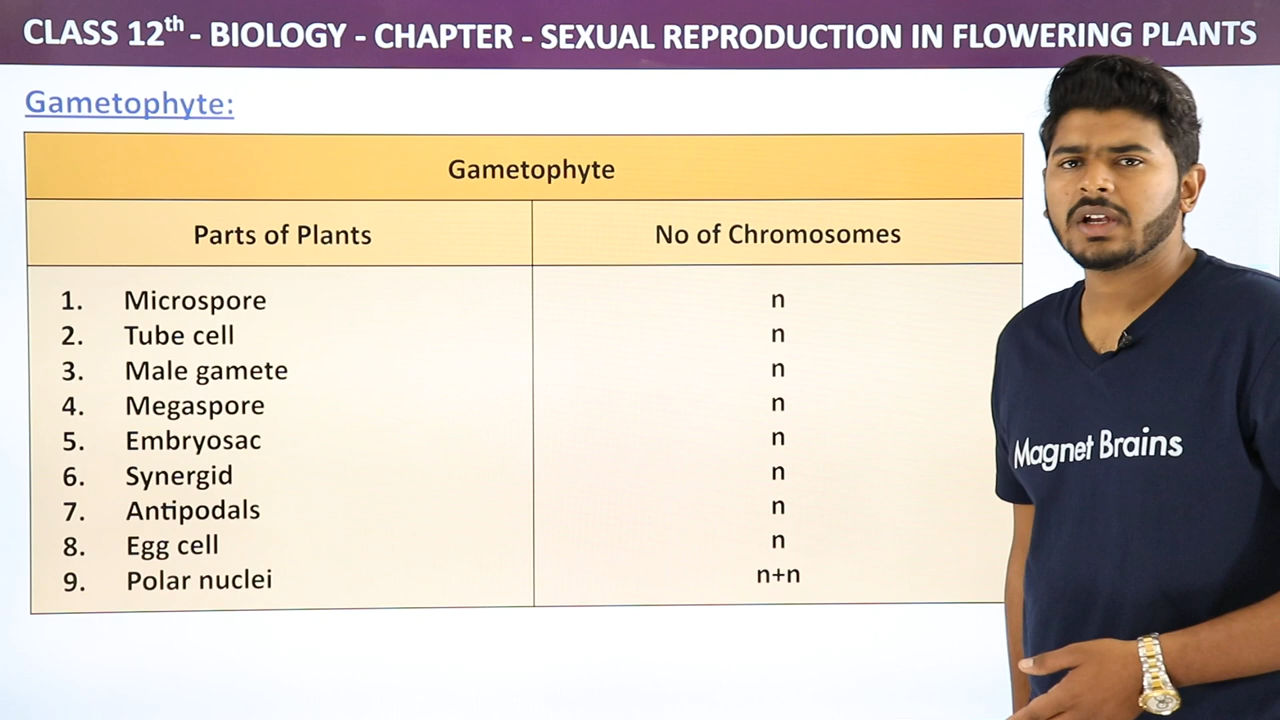 CLASS 12th - BIOLOGY - CHAPTER - SEXUAL REPRODUCTION IN FLOWERING PLANTS
Gametophyte:
Gametophyte
Parts of Plants No of Chromosomes
1. Microspore n
2. Tube cell n
3. Male gamete n
4. Megaspore n
5. Embryosac n
6. Synergid n
7. Antipodals n
8. Egg cell n
9. Polar nuclei n+n
Magnet Brains